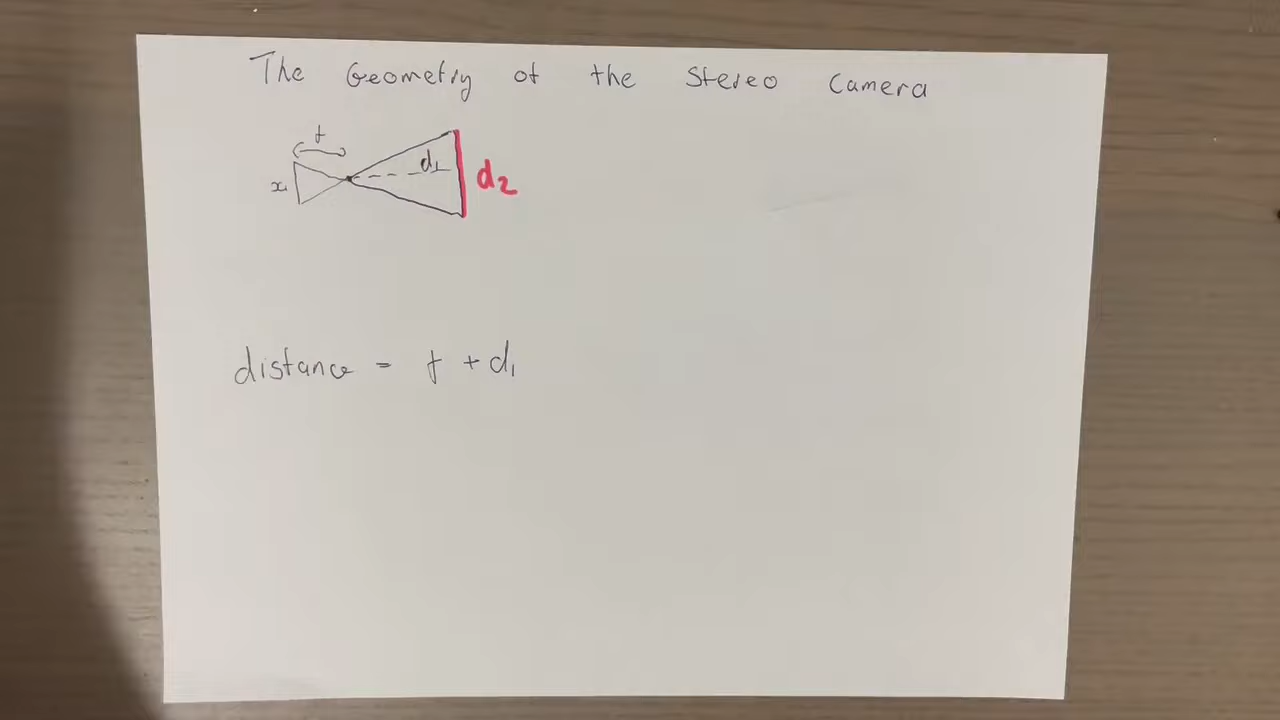 The Geometry of the Stereo Camera
f
x
d1
d2
distance = f + d1